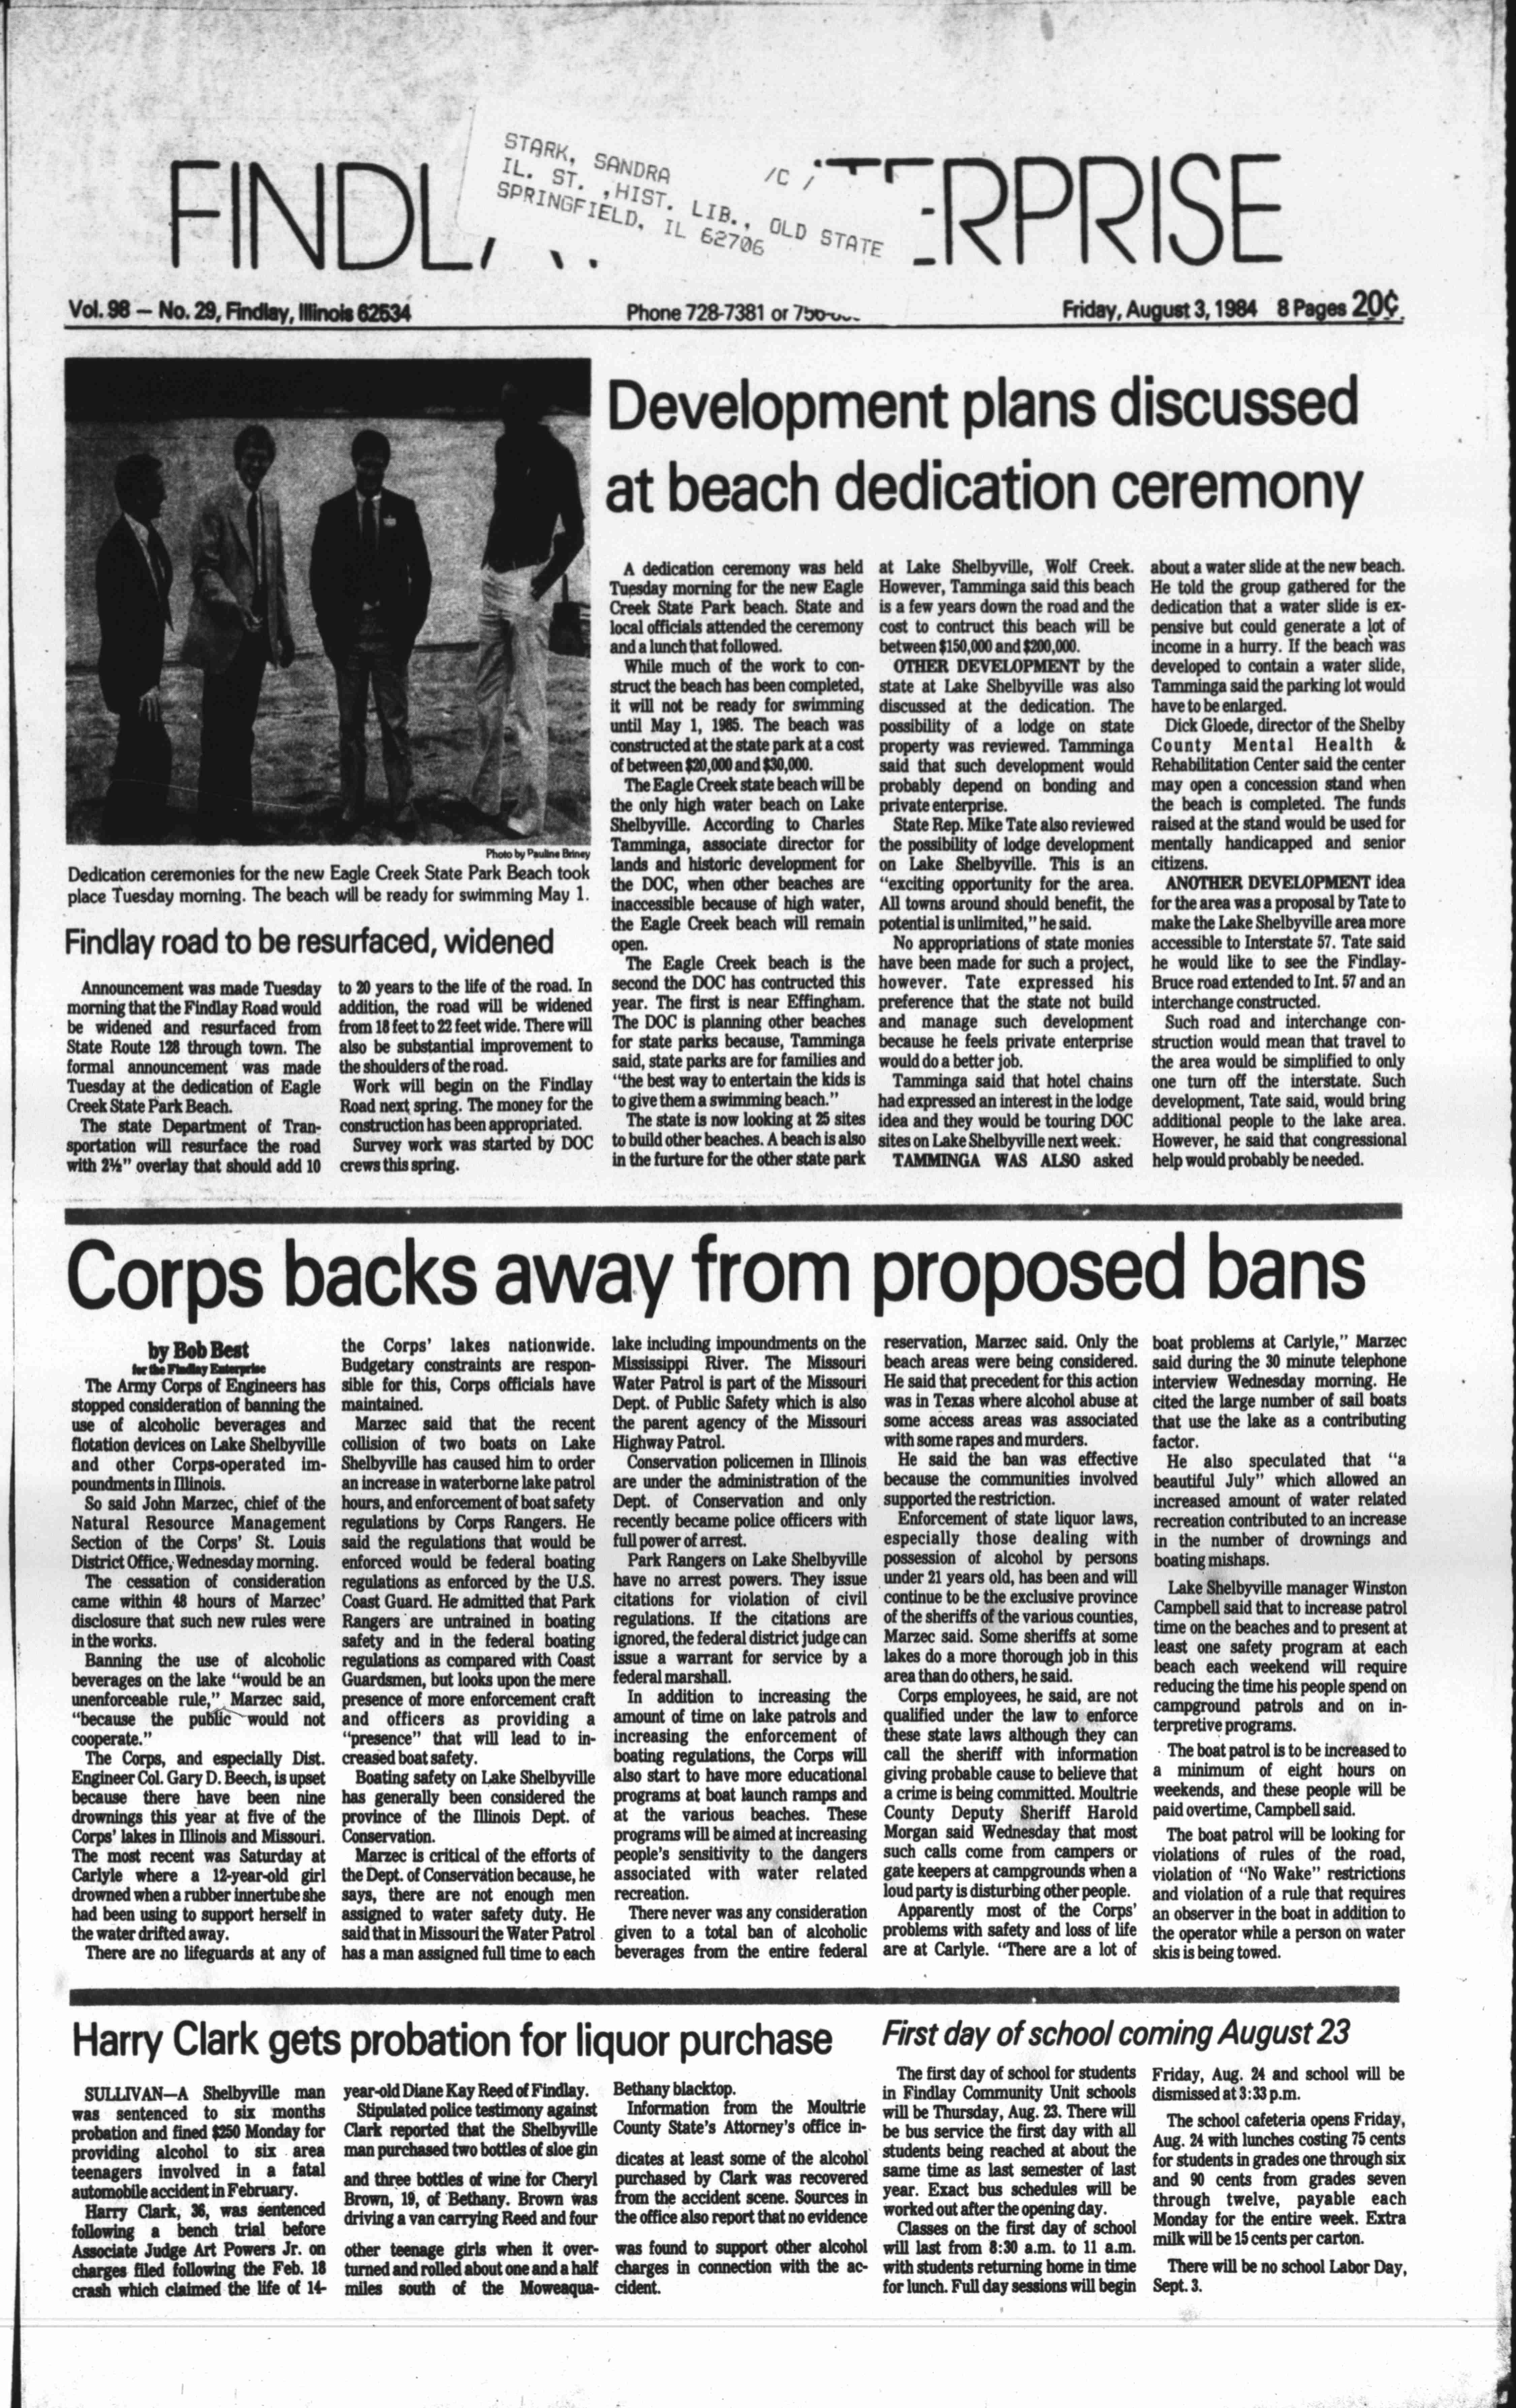 STARK, SANDRA /C /
IL. ST. ,HIST. LIB., OLD STATE
SPRINGFIELD, IL 62706
FINDL ERPRISE
Vol. 98 — No. 29, Findlay, Illinois 62534
Phone 728-7381 or
Friday, August 3, 1984 8 Pages 20¢
Photo by Pauline Briney
Dedication ceremonies for the new Eagle Creek State Park Beach took
place Tuesday morning. The beach will be ready for swimming May 1.
Development plans discussed
at beach dedication ceremony
A dedication ceremony was held
Tuesday morning for the new Eagle
Creek State Park beach. State and
local officials attended the ceremony
and a lunch that followed.
While much of the work to con-
struct the beach has been completed,
it will not be ready for swimming
until May 1, 1985. The beach was
constructed at the state park at a cost
of between $20,000 and $30,000.
The Eagle Creek state beach will be
the only high water beach on Lake
Shelbyville. According to Charles
Tamminga, associate director for
lands and historic development for
the DOC, when other beaches are
inaccessible because of high water,
the Eagle Creek beach will remain
open.
The Eagle Creek beach is the
second the DOC has contructed this
year. The first is near Effingham.
The DOC is planning other beaches
for state parks because, Tamminga
said, state parks are for families and
"the best way to entertain the kids is
to give them a swimming beach."
The state is now looking at 25 sites
to build other beaches. A beach is also
in the furture for the other state park
at Lake Shelbyville, Wolf Creek.
However, Tamminga said this beach
is a few years down the road and the
cost to contruct this beach will be
between $150,000 and $200,000.
OTHER DEVELOPMENT by the
state at Lake Shelbyville was also
discussed at the dedication. The
possibility of a lodge on state
property was reviewed. Tamminga
said that such development would
probably depend on bonding and
private enterprise.
State Rep. Mike Tate also reviewed
the possibility of lodge development
on Lake Shelbyville. This is an
"exciting opportunity for the area.
All towns around should benefit, the
potential is unlimited," he said.
No appropriations of state monies
have been made for such a project,
however. Tate expressed his
preference that the state not build
and manage such development
because he feels private enterprise
would do a better job.
Tamminga said that hotel chains
had expressed an interest in the lodge
idea and they would be touring DOC
sites on Lake Shelbyville next week.
TAMMINGA WAS ALSO asked
about a water slide at the new beach.
He told the group gathered for the
dedication that a water slide is ex-
pensive but could generate a lot of
income in a hurry. If the beach was
developed to contain a water slide,
Tamminga said the parking lot would
have to be enlarged.
Dick Gloede, director of the Shelby
County Mental Health &
Rehabilitation Center said the center
may open a concession stand when
the beach is completed. The funds
raised at the stand would be used for
mentally handicapped and senior
citizens.
ANOTHER DEVELOPMENT idea
for the area was a proposal by Tate to
make the Lake Shelbyville area more
accessible to Interstate 57. Tate said
he would like to see the Findlay-
Bruce road extended to Int. 57 and an
interchange constructed.
Such road and interchange con-
struction would mean that travel to
the area would be simplified to only
one turn off the interstate. Such
development, Tate said, would bring
additional people to the lake area.
However, he said that congressional
help would probably be needed.
Findlay road to be resurfaced, widened
Announcement was made Tuesday
morning that the Findlay Road would
be widened and resurfaced from
State Route 128 through town. The
formal announcement was made
Tuesday at the dedication of Eagle
Creek State Park Beach.
The state Department of Tran-
sportation will resurface the road
with 2½" overlay that should add 10
to 20 years to the life of the road. In
addition, the road will be widened
from 18 feet to 22 feet wide. There will
also be substantial improvement to
the shoulders of the road.
Work will begin on the Findlay
Road next spring. The money for the
construction has been appropriated.
Survey work was started by DOC
crews this spring.
Corps backs away from proposed bans
by Bob Best
for the Findlay Enterprise
The Army Corps of Engineers has
stopped consideration of banning the
use of alcoholic beverages and
flotation devices on Lake Shelbyville
and other Corps-operated im-
poundments in Illinois.
So said John Marzec, chief of the
Natural Resource Management
Section of the Corps' St. Louis
District Office, Wednesday morning.
The cessation of consideration
came within 48 hours of Marzec'
disclosure that such new rules were
in the works.
Banning the use of alcoholic
beverages on the lake "would be an
unenforceable rule," Marzec said,
"because the public would not
cooperate."
The Corps, and especially Dist.
Engineer Col. Gary D. Beech, is upset
because there have been nine
drownings this year at five of the
Corps' lakes in Illinois and Missouri.
The most recent was Saturday at
Carlyle where a 12-year-old girl
drowned when a rubber innertube she
had been using to support herself in
the water drifted away.
There are no lifeguards at any of
the Corps' lakes nationwide.
Budgetary constraints are respon-
sible for this, Corps officials have
maintained.
Marzec said that the recent
collision of two boats on Lake
Shelbyville has caused him to order
an increase in waterborne lake patrol
hours, and enforcement of boat safety
regulations by Corps Rangers. He
said the regulations that would be
enforced would be federal boating
regulations as enforced by the U.S.
Coast Guard. He admitted that Park
Rangers are untrained in boating
safety and in the federal boating
regulations as compared with Coast
Guardsmen, but looks upon the mere
presence of more enforcement craft
and officers as providing a
"presence" that will lead to in-
creased boat safety.
Boating safety on Lake Shelbyville
has generally been considered the
province of the Illinois Dept. of
Conservation.
Marzec is critical of the efforts of
the Dept. of Conservation because, he
says, there are not enough men
assigned to water safety duty. He
said that in Missouri the Water Patrol
has a man assigned full time to each
lake including impoundments on the
Mississippi River. The Missouri
Water Patrol is part of the Missouri
Dept. of Public Safety which is also
the parent agency of the Missouri
Highway Patrol.
Conservation policemen in Illinois
are under the administration of the
Dept. of Conservation and only
recently became police officers with
full power of arrest.
Park Rangers on Lake Shelbyville
have no arrest powers. They issue
citations for violation of civil
regulations. If the citations are
ignored, the federal district judge can
issue a warrant for service by a
federal marshall.
In addition to increasing the
amount of time on lake patrols and
increasing the enforcement of
boating regulations, the Corps will
also start to have more educational
programs at boat launch ramps and
at the various beaches. These
programs will be aimed at increasing
people's sensitivity to the dangers
associated with water related
recreation.
There never was any consideration
given to a total ban of alcoholic
beverages from the entire federal
reservation, Marzec said. Only the
beach areas were being considered.
He said that precedent for this action
was in Texas where alcohol abuse at
some access areas was associated
with some rapes and murders.
He said the ban was effective
because the communities involved
supported the restriction.
Enforcement of state liquor laws,
especially those dealing with
possession of alcohol by persons
under 21 years old, has been and will
continue to be the exclusive province
of the sheriffs of the various counties,
Marzec said. Some sheriffs at some
lakes do a more thorough job in this
area than do others, he said.
Corps employees, he said, are not
qualified under the law to enforce
these state laws although they can
call the sheriff with information
giving probable cause to believe that
a crime is being committed. Moultrie
County Deputy Sheriff Harold
Morgan said Wednesday that most
such calls come from campers or
gate keepers at campgrounds when a
loud party is disturbing other people.
Apparently most of the Corps'
problems with safety and loss of life
are at Carlyle. "There are a lot of
boat problems at Carlyle," Marzec
said during the 30 minute telephone
interview Wednesday morning. He
cited the large number of sail boats
that use the lake as a contributing
factor.
He also speculated that "a
beautiful July" which allowed an
increased amount of water related
recreation contributed to an increase
in the number of drownings and
boating mishaps.
Lake Shelbyville manager Winston
Campbell said that to increase patrol
time on the beaches and to present at
least one safety program at each
beach each weekend will require
reducing the time his people spend on
campground patrols and on in-
terpretive programs.
The boat patrol is to be increased to
a minimum of eight hours on
weekends, and these people will be
paid overtime, Campbell said.
The boat patrol will be looking for
violations of rules of the road,
violation of "No Wake" restrictions
and violation of a rule that requires
an observer in the boat in addition to
the operator while a person on water
skis is being towed.
Harry Clark gets probation for liquor purchase
SULLIVAN—A Shelbyville man
was sentenced to six months
probation and fined $250 Monday for
providing alcohol to six area
teenagers involved in a fatal
automobile accident in February.
Harry Clark, 36, was sentenced
following a bench trial before
Associate Judge Art Powers Jr. on
charges filed following the Feb. 18
crash which claimed the life of 14-
year-old Diane Kay Reed of Findlay.
Stipulated police testimony against
Clark reported that the Shelbyville
man purchased two bottles of sloe gin
and three bottles of wine for Cheryl
Brown, 19, of Bethany. Brown was
driving a van carrying Reed and four
other teenage girls when it over-
turned and rolled about one and a half
miles south of the Moweaqua-
Bethany blacktop.
Information from the Moultrie
County State's Attorney's office in-
dicates at least some of the alcohol
purchased by Clark was recovered
from the accident scene. Sources in
the office also report that no evidence
was found to support other alcohol
charges in connection with the ac-
cident.
First day of school coming August 23
The first day of school for students
in Findlay Community Unit schools
will be Thursday, Aug. 23. There will
be bus service the first day with all
students being reached at about the
same time as last semester of last
year. Exact bus schedules will be
worked out after the opening day.
Classes on the first day of school
will last from 8:30 a.m. to 11 a.m.
with students returning home in time
for lunch. Full day sessions will begin
Friday, Aug. 24 and school will be
dismissed at 3:33 p.m.
The school cafeteria opens Friday,
Aug. 24 with lunches costing 75 cents
for students in grades one through six
and 90 cents from grades seven
through twelve, payable each
Monday for the entire week. Extra
milk will be 15 cents per carton.
There will be no school Labor Day,
Sept. 3.